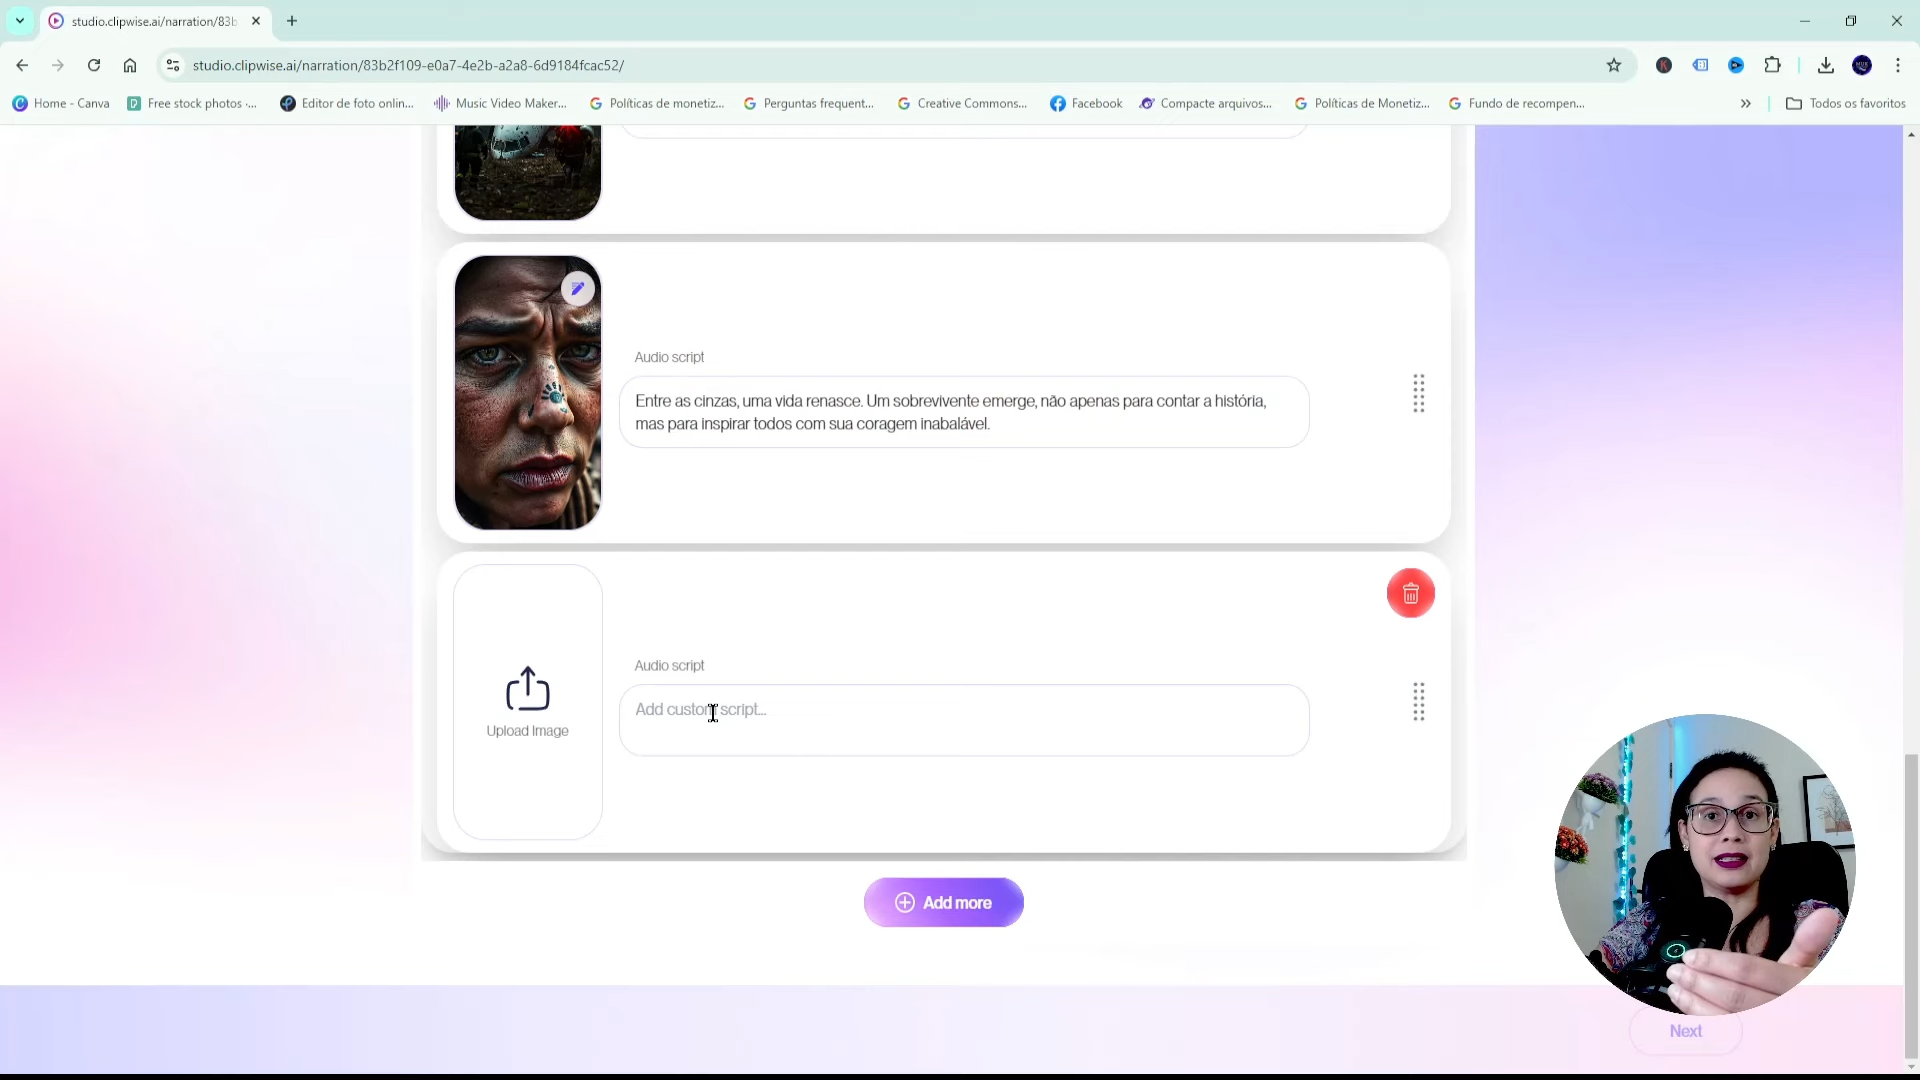 studio.clipwise.ai/narration/83b
studio.clipwise.ai/narration/83b2f109-e0a7-4e2b-a2a8-6d9184fcac52/
Home - Canva
Free stock photos ·...
Editor de foto onlin...
Music Video Maker...
Políticas de monetiz...
Perguntas frequent...
Creative Commons...
Facebook
Compacte arquivos...
Políticas de Monetiz...
Fundo de recompen...
Todos os favoritos
Audio script
Entre as cinzas, uma vida renasce. Um sobrevivente emerge, não apenas para contar a história,
mas para inspirar todos com sua coragem inabalável.
Audio script
Add custom script...
Upload Image
Add more
Next